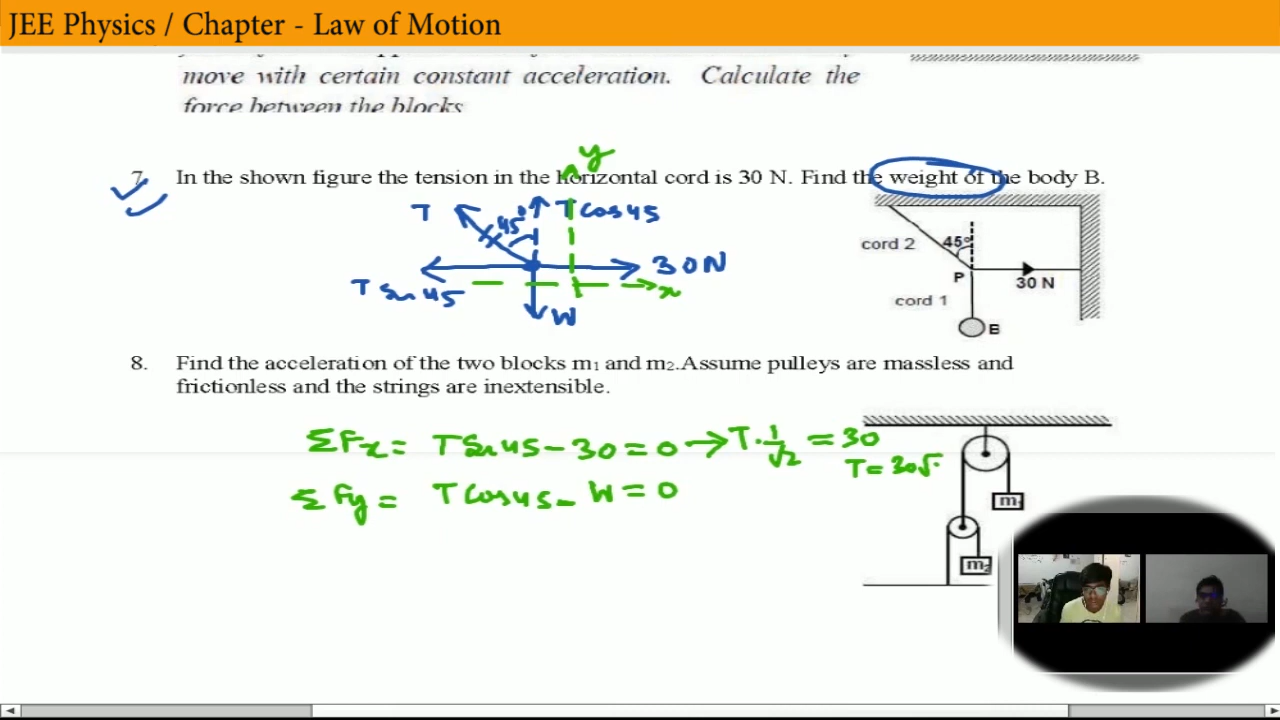 JEE Physics / Chapter - Law of Motion
move with certain constant acceleration. Calculate the
force between the blocks
7. In the shown figure the tension in the horizontal cord is 30 N. Find the weight of the body B.
y
T 45° T cos 45
30N
T sin 45
x
W
cord 2 45°
P
30 N
cord 1
B
8. Find the acceleration of the two blocks m₁ and m₂.Assume pulleys are massless and
frictionless and the strings are inextensible.
ΣFx = T sin 45 - 30 = 0 → T. 1/√2 = 30
T = 30√
ΣFy = T cos 45 - W = 0
m₁
m₂